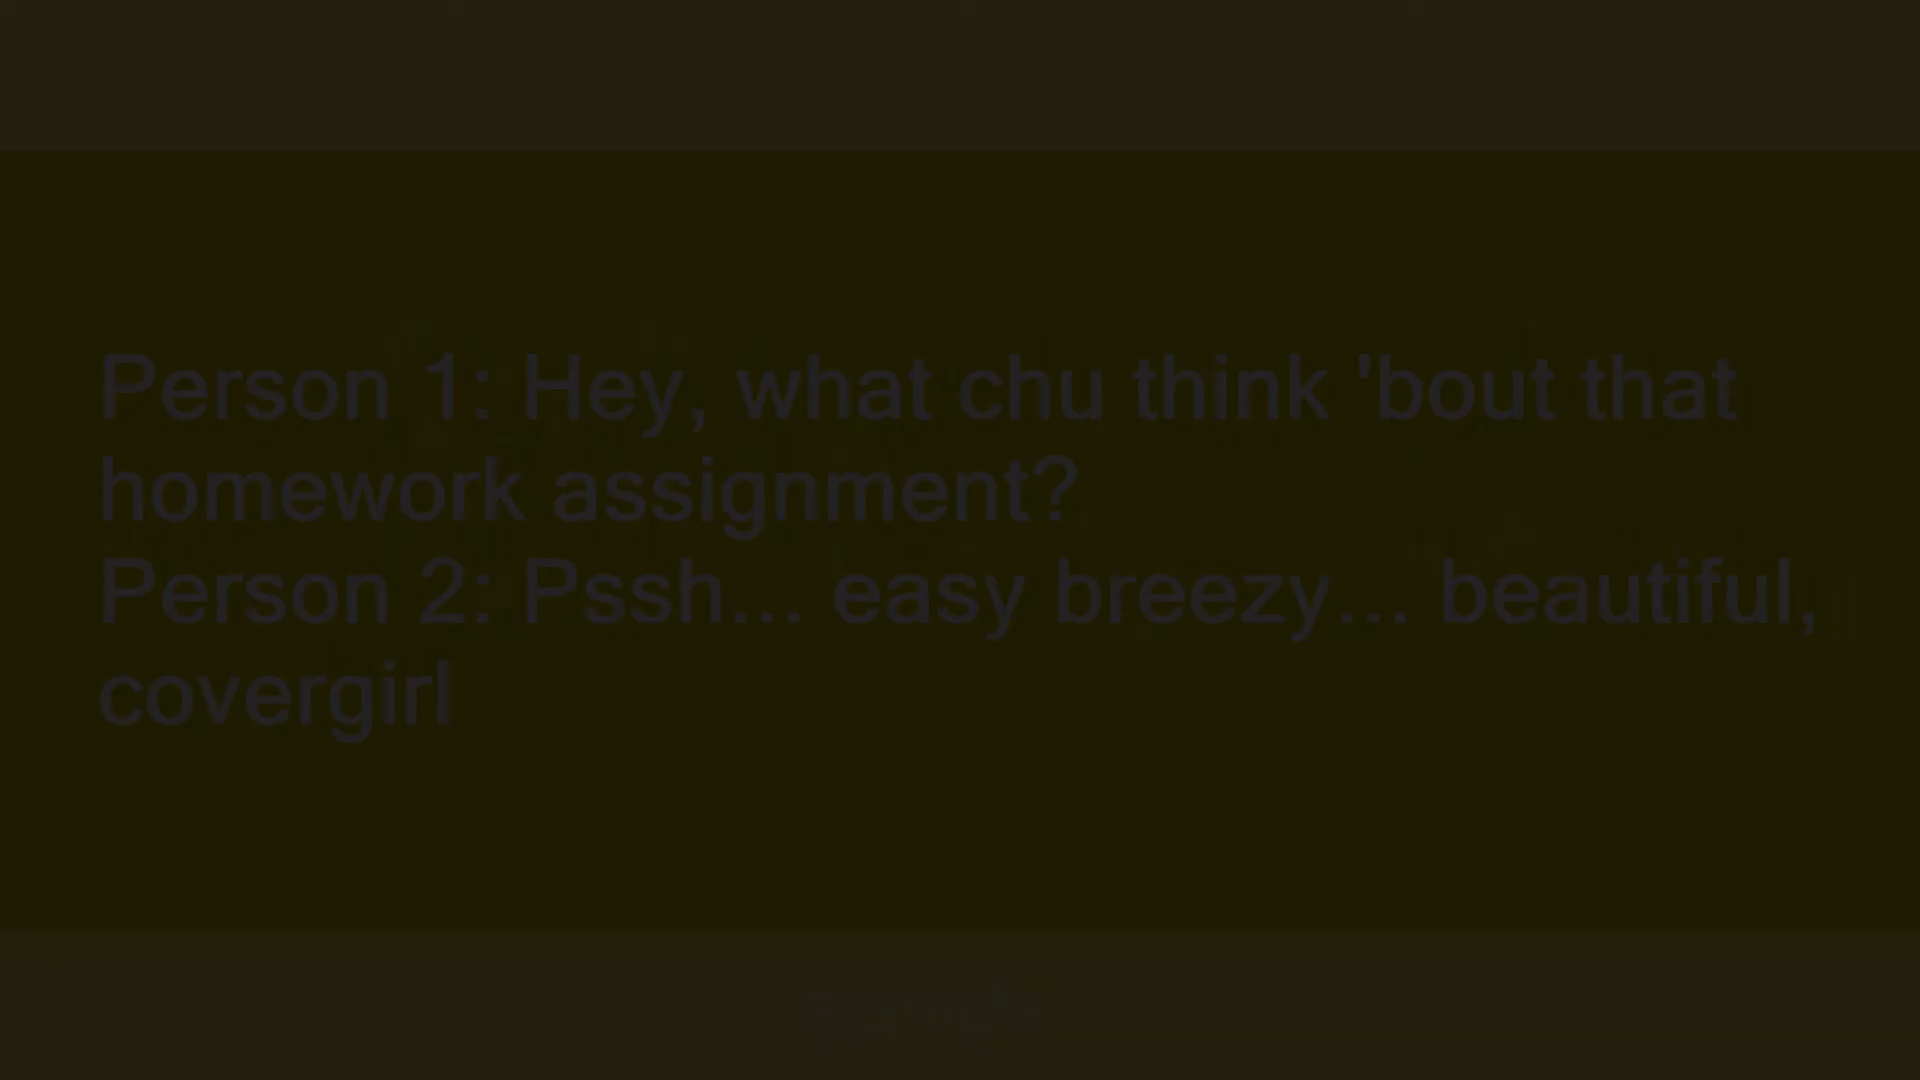 Person 1: Hey, what chu think 'bout that
homework assignment?
Person 2: Pssh... easy breezy... beautiful,
covergirl